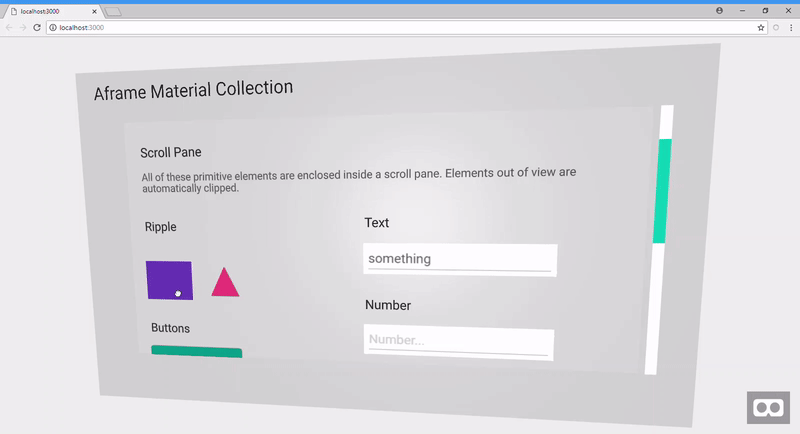 localhost:3000
localhost:3000
Aframe Material Collection
Scroll Pane
All of these primitive elements are enclosed inside a scroll pane. Elements out of view are
automatically clipped.
Ripple
Text
something
Number
Number...
Buttons